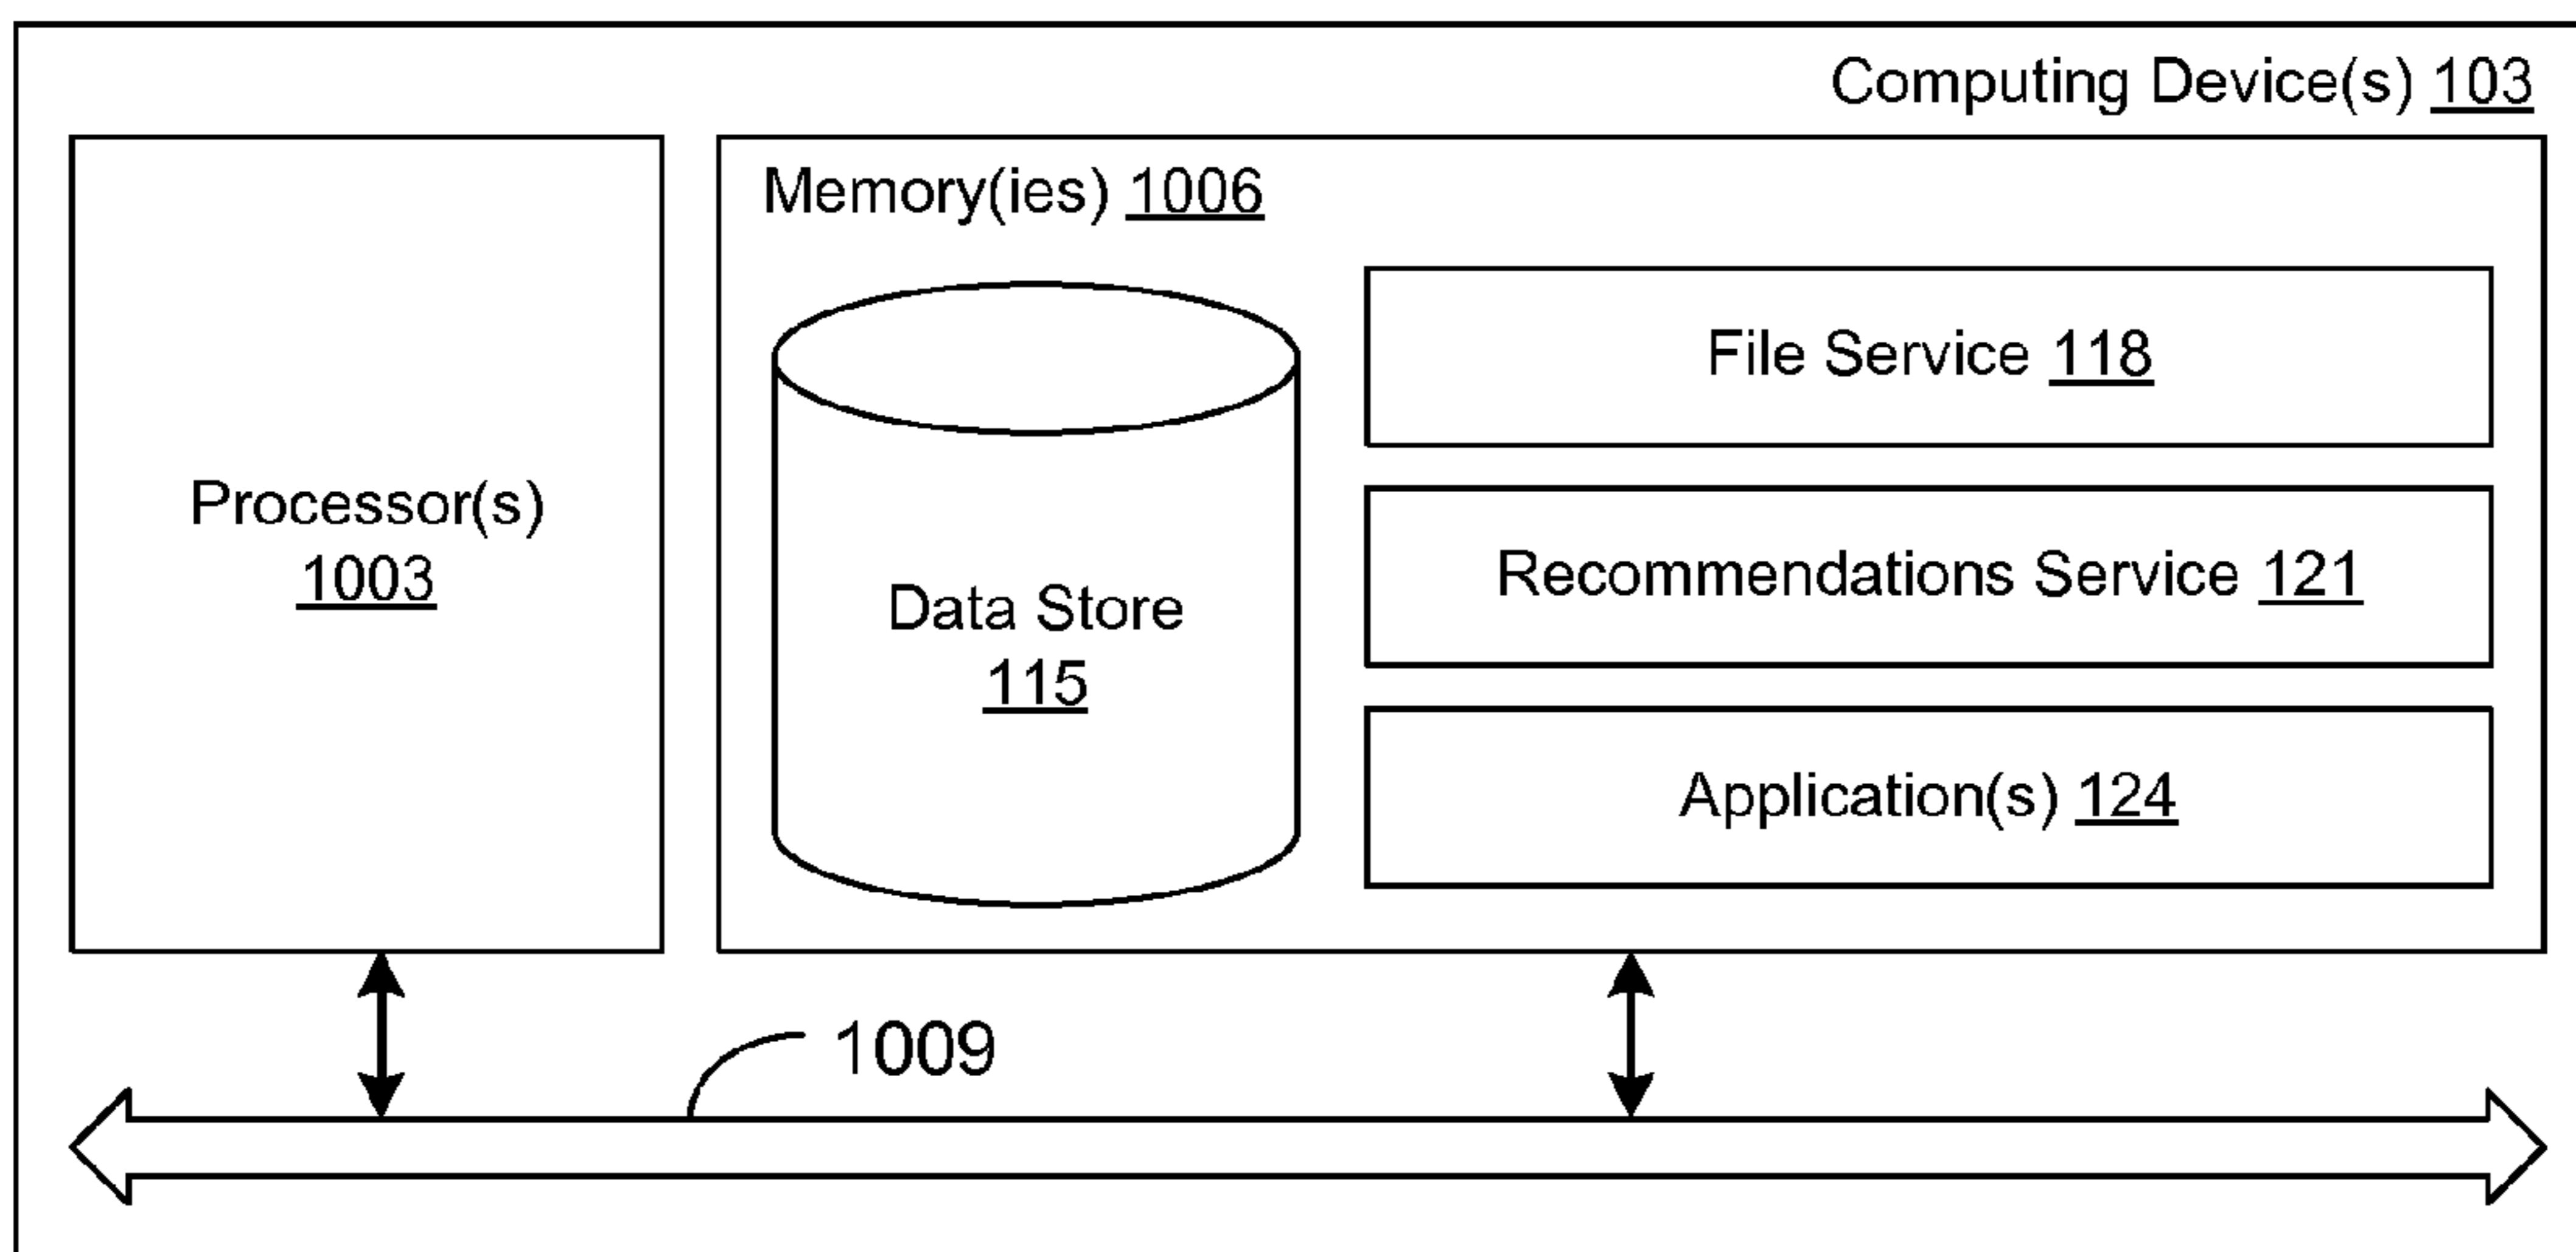 Computing Device(s) 103
Memory(ies) 1006
Processor(s)
1003
Data Store
115
File Service 118
Recommendations Service 121
Application(s) 124
1009